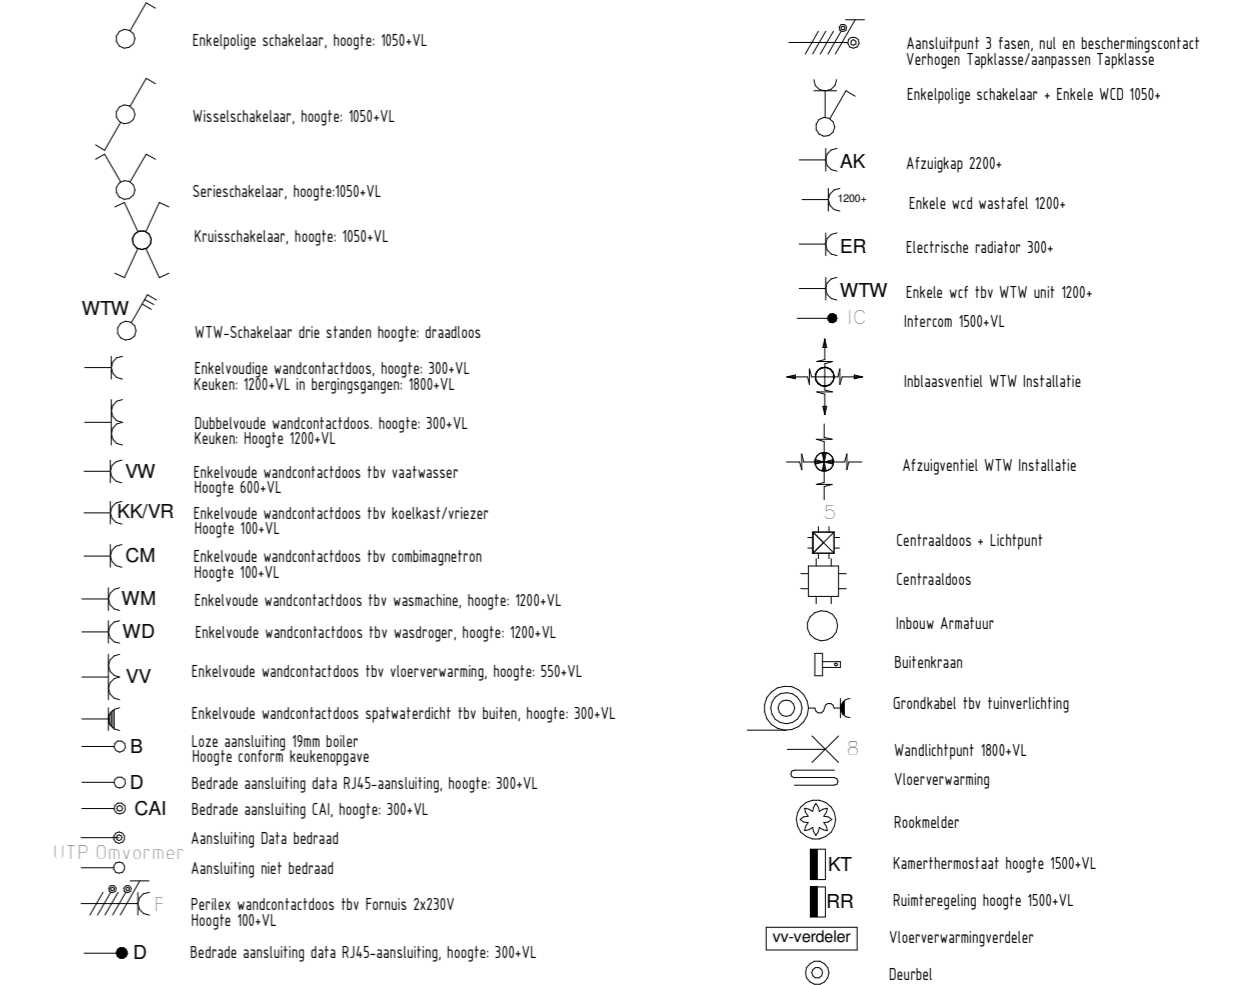 Enkelpolige schakelaar, hoogte: 1050+VL
Wisselschakelaar, hoogte: 1050+VL
Serieschakelaar, hoogte:1050+VL
Kruisschakelaar, hoogte: 1050+VL
WTW
WTW-Schakelaar drie standen hoogte: draadloos
Enkelvoudige wandcontactdoos, hoogte: 300+VL
Keuken: 1200+VL in bergingsgangen: 1800+VL
Dubbelvoude wandcontactdoos. hoogte: 300+VL
Keuken: Hoogte 1200+VL
VW
Enkelvoude wandcontactdoos tbv vaatwasser
Hoogte 600+VL
KK/VR
Enkelvoude wandcontactdoos tbv koelkast/vriezer
Hoogte 100+VL
CM
Enkelvoude wandcontactdoos tbv combimagnetron
Hoogte 100+VL
WM
Enkelvoude wandcontactdoos tbv wasmachine, hoogte: 1200+VL
WD
Enkelvoude wandcontactdoos tbv wasdroger, hoogte: 1200+VL
VV
Enkelvoude wandcontactdoos tbv vloerverwarming, hoogte: 550+VL
Enkelvoude wandcontactdoos spatwaterdicht tbv buiten, hoogte: 300+VL
B
Loze aansluiting 19mm boiler
Hoogte conform keukenopgave
D
Bedrade aansluiting data RJ45-aansluiting, hoogte: 300+VL
CAI
Bedrade aansluiting CAI, hoogte: 300+VL
Aansluiting Data bedraad
UTP Omvormer
Aansluiting niet bedraad
F
Perilex wandcontactdoos tbv Fornuis 2x230V
Hoogte 100+VL
D
Bedrade aansluiting data RJ45-aansluiting, hoogte: 300+VL
Aansluitpunt 3 fasen, nul en beschermingscontact
Verhogen Tapklasse/aanpassen Tapklasse
Enkelpolige schakelaar + Enkele WCD 1050+
AK
Afzuigkap 2200+
1200+
Enkele wcd wastafel 1200+
ER
Electrische radiator 300+
WTW
Enkele wcf tbv WTW unit 1200+
IC
Intercom 1500+VL
Inblaasventiel WTW Installatie
Afzuigventiel WTW Installatie
5
Centraaldoos + Lichtpunt
Centraaldoos
Inbouw Armatuur
Buitenkraan
Grondkabel tbv tuinverlichting
8
Wandlichtpunt 1800+VL
Vloerverwarming
Rookmelder
KT
Kamerthermostaat hoogte 1500+VL
RR
Ruimteregeling hoogte 1500+VL
vv-verdeler
Vloerverwarmingverdeler
Deurbel